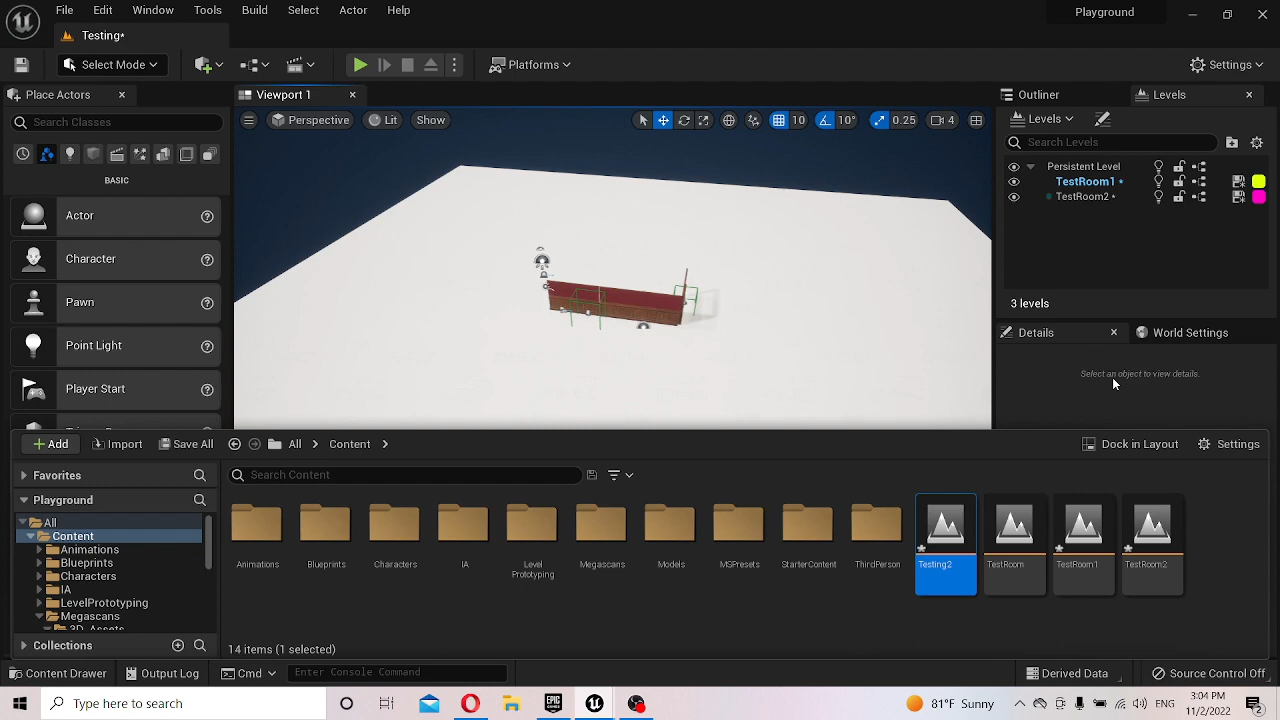 File Edit Window Tools Build Select Actor Help
Playground
Testing*
Select Mode
Platforms
Settings
Place Actors
Viewport 1
Outliner
Levels
Search Classes
Perspective
Lit
Show
10
10°
0.25
4
Levels
Search Levels
BASIC
Persistent Level
TestRoom1 *
TestRoom2 *
Actor
Character
Pawn
Point Light
Player Start
3 levels
Details
World Settings
Select an object to view details.
Add
Import
Save All
All
Content
Dock in Layout
Settings
Favorites
Search Content
Playground
All
Content
Animations
Blueprints
Characters
IA
LevelPrototyping
Megascans
3D_Assets
Collections
Animations
Blueprints
Characters
IA
Level
Prototyping
Megascans
Models
MSPresets
StarterContent
ThirdPerson
Testing2
TestRoom
TestRoom1
TestRoom2
14 items (1 selected)
Content Drawer
Output Log
Cmd
Enter Console Command
Derived Data
Source Control Off
Type here to search
EPIC
GAMES
81°F Sunny
ENG
3:04 PM
11/2/2022
2